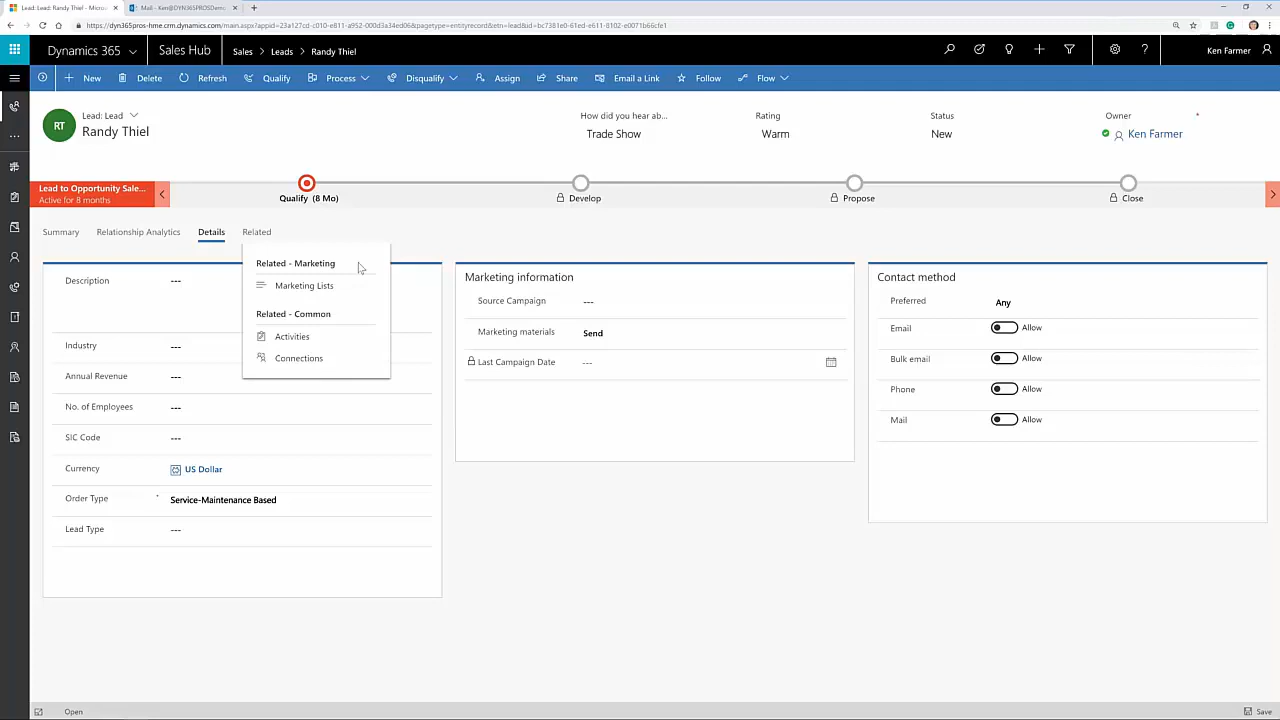 Lead: Lead: Randy Thiel - Micros
Mail - Ken@DYN365PROSDemo
https://dyn365pros-hme.crm.dynamics.com/main.aspx?appid=23a127cd-c010-e811-a952-000d3a34ed06&pagetype=entityrecord&etn=lead&id=bc7381e0-61ed-e611-8102-e0071b66cfe1
Dynamics 365
Sales Hub
Sales > Leads > Randy Thiel
Ken Farmer
New
Delete
Refresh
Qualify
Process
Disqualify
Assign
Share
Email a Link
Follow
Flow
RT
Lead: Lead
Randy Thiel
How did you hear ab...
Trade Show
Rating
Warm
Status
New
Owner *
Ken Farmer
Lead to Opportunity Sale...
Active for 8 months
Qualify (8 Mo)
Develop
Propose
Close
Summary
Relationship Analytics
Details
Related
Related - Marketing
Marketing Lists
Related - Common
Activities
Connections
Description ---
Industry ---
Annual Revenue ---
No. of Employees ---
SIC Code ---
Currency US Dollar
Order Type * Service-Maintenance Based
Lead Type ---
Marketing information
Source Campaign ---
Marketing materials Send
Last Campaign Date ---
Contact method
Preferred Any
Email Allow
Bulk email Allow
Phone Allow
Mail Allow
Open
Save